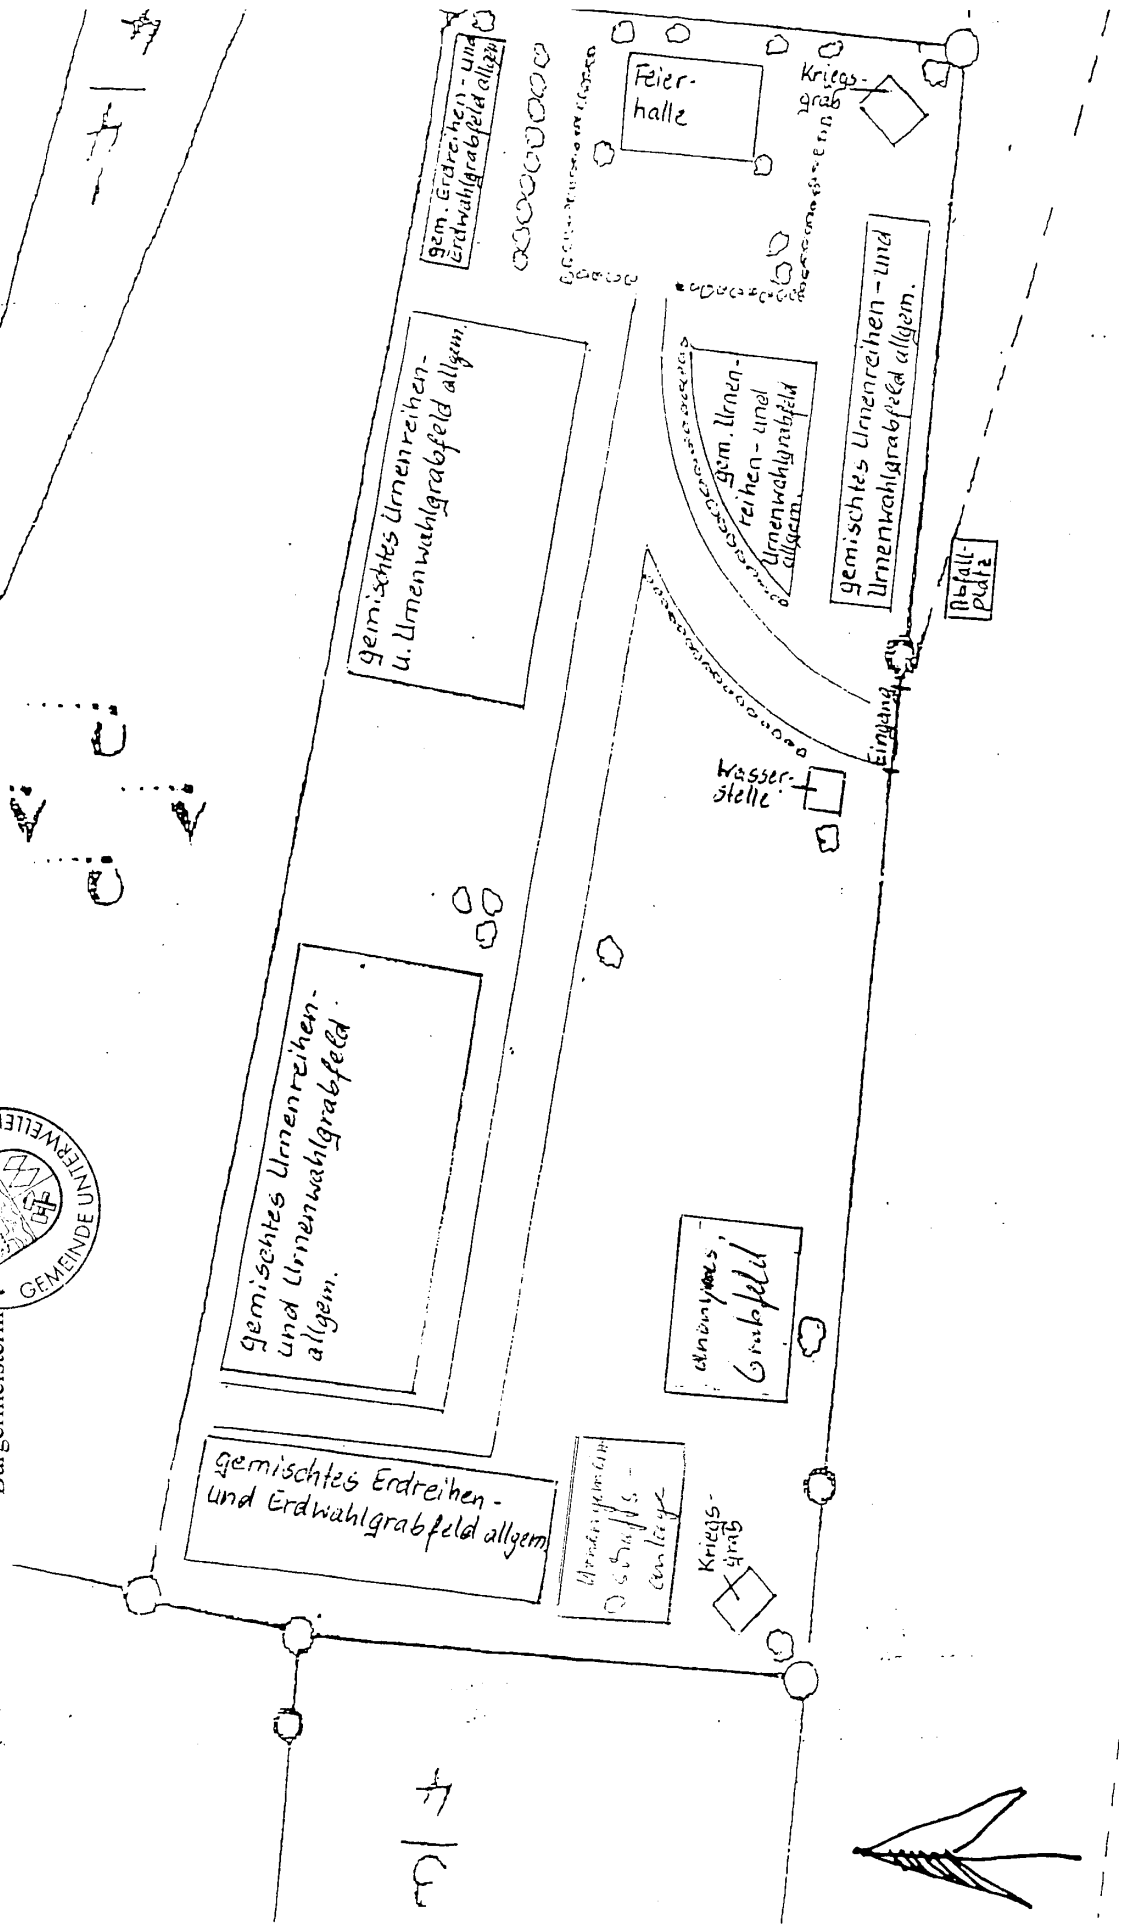 gem. Erdreihen- und
Erdwahlgrabfeld allgem
Feier-
halle
Kriegs-
grab
gemischtes Urnenreihen-
u. Urnenwahlgrabfeld allgem.
gem. Urnen-
reihen- und
Urnenwahlgrabfeld
allgem.
gemischtes Urnenreihen- und
Urnenwahlgrabfeld allgem.
Abfall-
platz
Eingang
Wasser-
stelle
gemischtes Urnenreihen-
und Urnenwahlgrabfeld
allgem.
anonymes
Grabfeld
gemischtes Erdreihen-
und Erdwahlgrabfeld allgem.
anlage
Kriegs-
grab
GEMEINDE UNTERWELLE